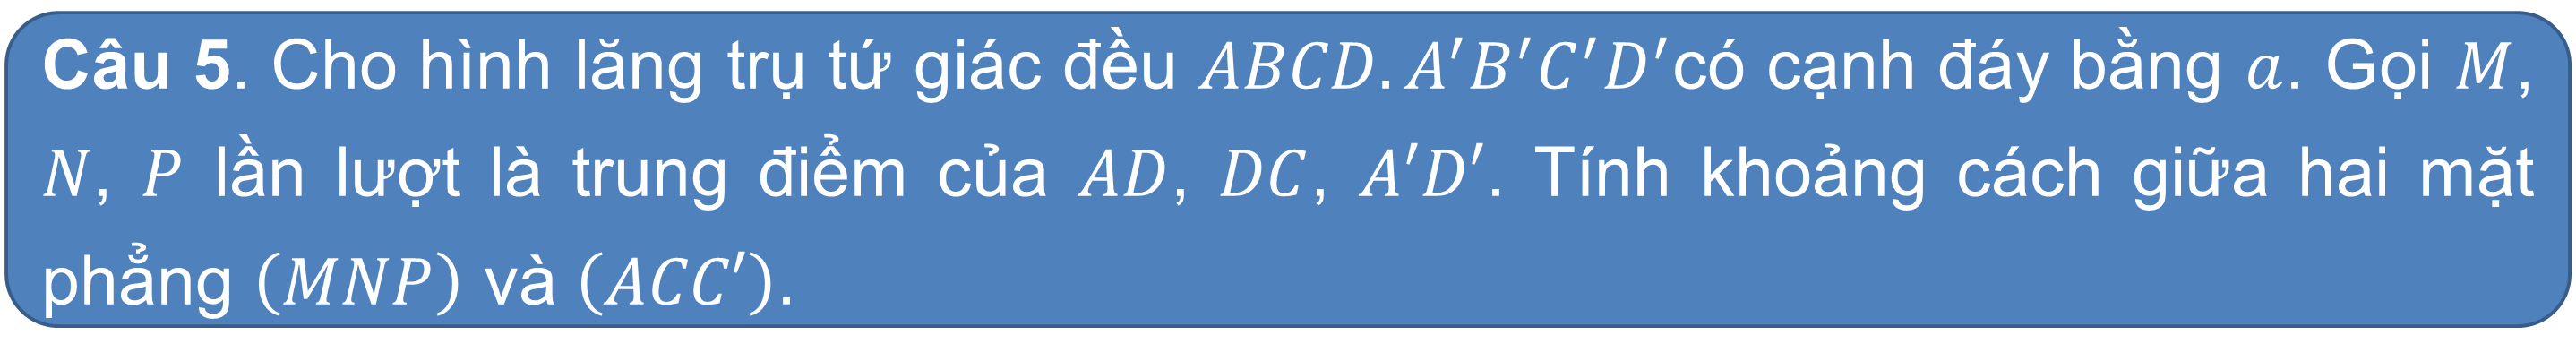 Câu 5. Cho hình lăng trụ tứ giác đều ABCD.A′B′C′D′có cạnh đáy bằng a. Gọi M,
N, P lần lượt là trung điểm của AD, DC, A′D′. Tính khoảng cách giữa hai mặt
phẳng (MNP) và (ACC′).